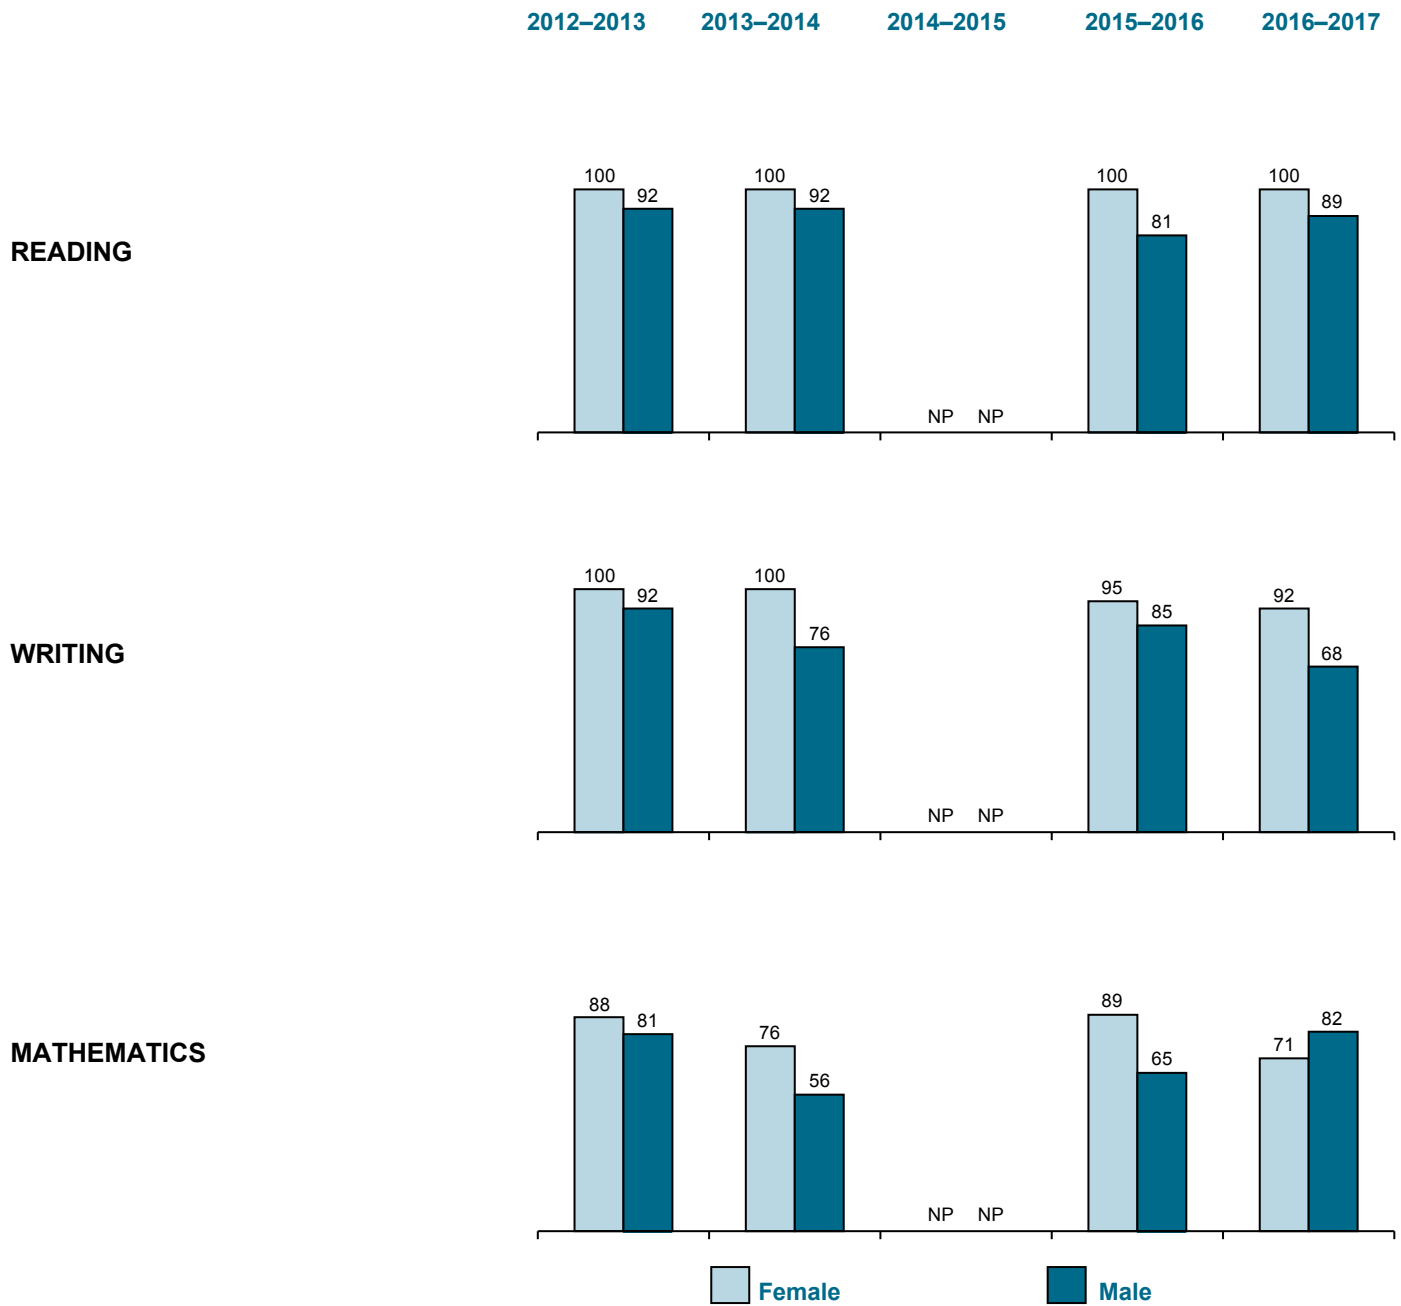 2012–2013 2013–2014 2014–2015 2015–2016 2016–2017
READING
100 92 100 92 NP NP 100 81 100 89
WRITING
100 92 100 76 NP NP 95 85 92 68
MATHEMATICS
88 81 76 56 NP NP 89 65 71 82
Female Male